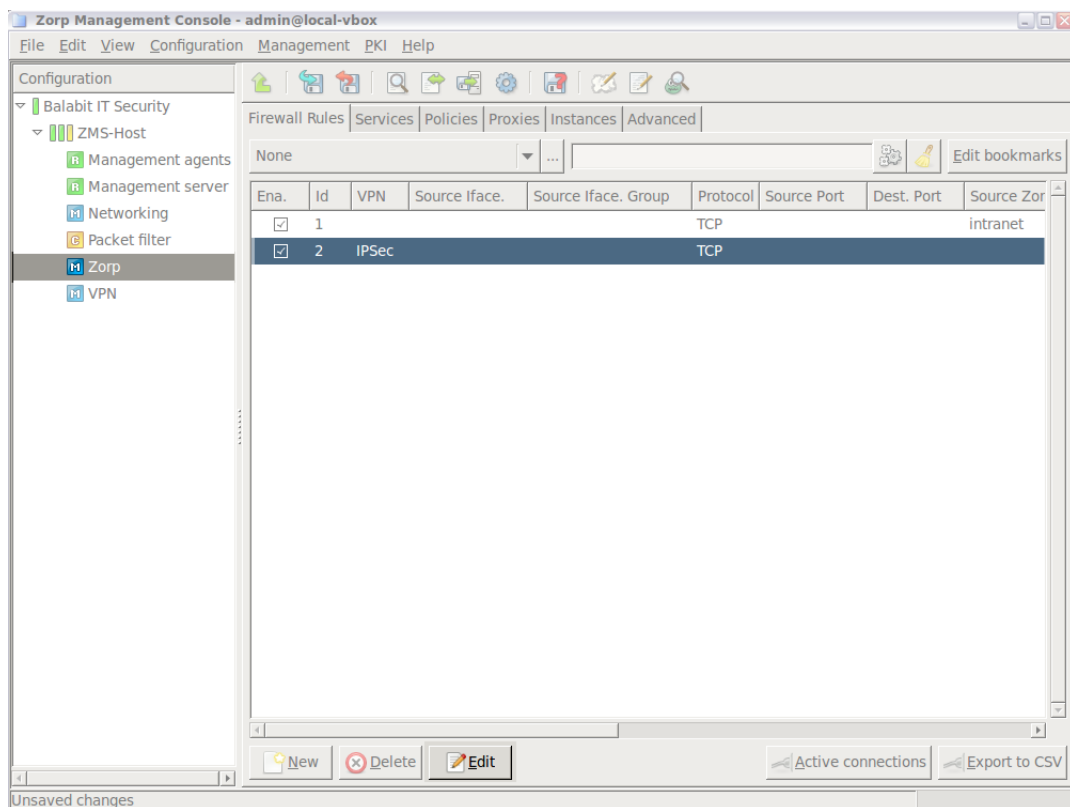 Zorp Management Console - admin@local-vbox
File Edit View Configuration Management PKI Help
Configuration
Balabit IT Security
ZMS-Host
R Management agents
R Management server
M Networking
C Packet filter
M Zorp
M VPN
Firewall Rules Services Policies Proxies Instances Advanced
None ... Edit bookmarks
Ena. Id VPN Source Iface. Source Iface. Group Protocol Source Port Dest. Port Source Zor
1 TCP intranet
2 IPSec TCP
New Delete Edit Active connections Export to CSV
Unsaved changes